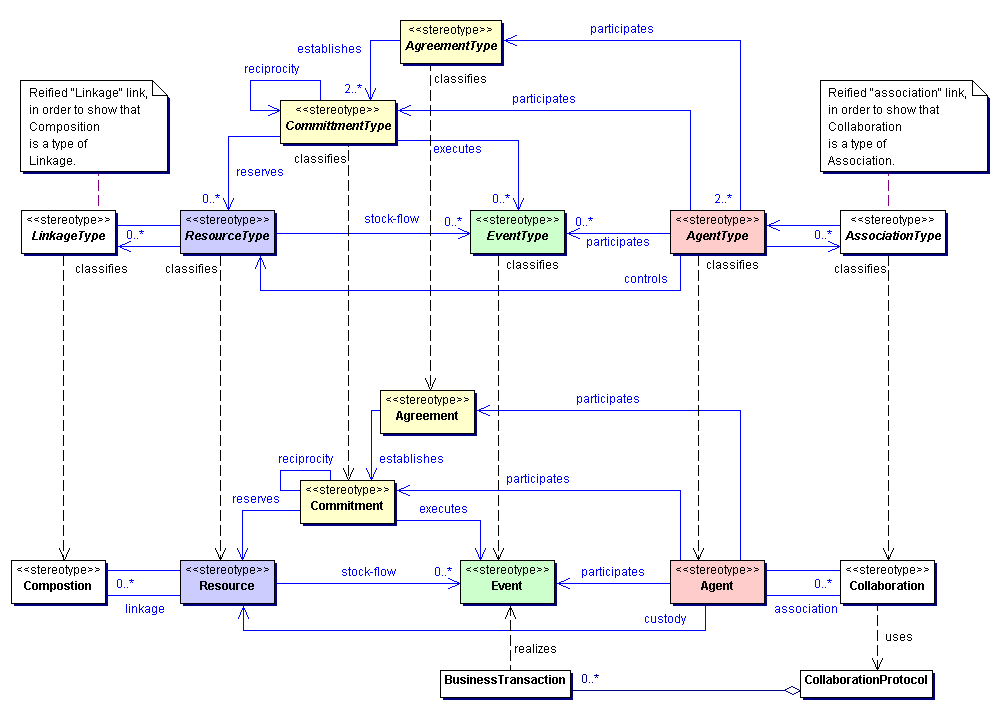 <<stereotype>>
AgreementType
participates
establishes
reciprocity
classifies
2..*
participates
<<stereotype>>
CommittmentType
Reified "Linkage" link,
in order to show that
Composition
is a type of
Linkage.
Reified "association" link,
in order to show that
Collaboration
is a type of
Association.
classifies
executes
reserves
0..*
0..*
2..*
<<stereotype>>
LinkageType
0..*
<<stereotype>>
ResourceType
stock-flow
0..*
<<stereotype>>
EventType
0..*
participates
<<stereotype>>
AgentType
0..*
<<stereotype>>
AssociationType
classifies
classifies
classifies
classifies
classifies
controls
<<stereotype>>
Agreement
participates
establishes
reciprocity
participates
<<stereotype>>
Commitment
reserves
executes
<<stereotype>>
Compostion
0..*
linkage
<<stereotype>>
Resource
stock-flow
0..*
<<stereotype>>
Event
participates
<<stereotype>>
Agent
0..*
association
<<stereotype>>
Collaboration
custody
realizes
uses
BusinessTransaction
0..*
CollaborationProtocol